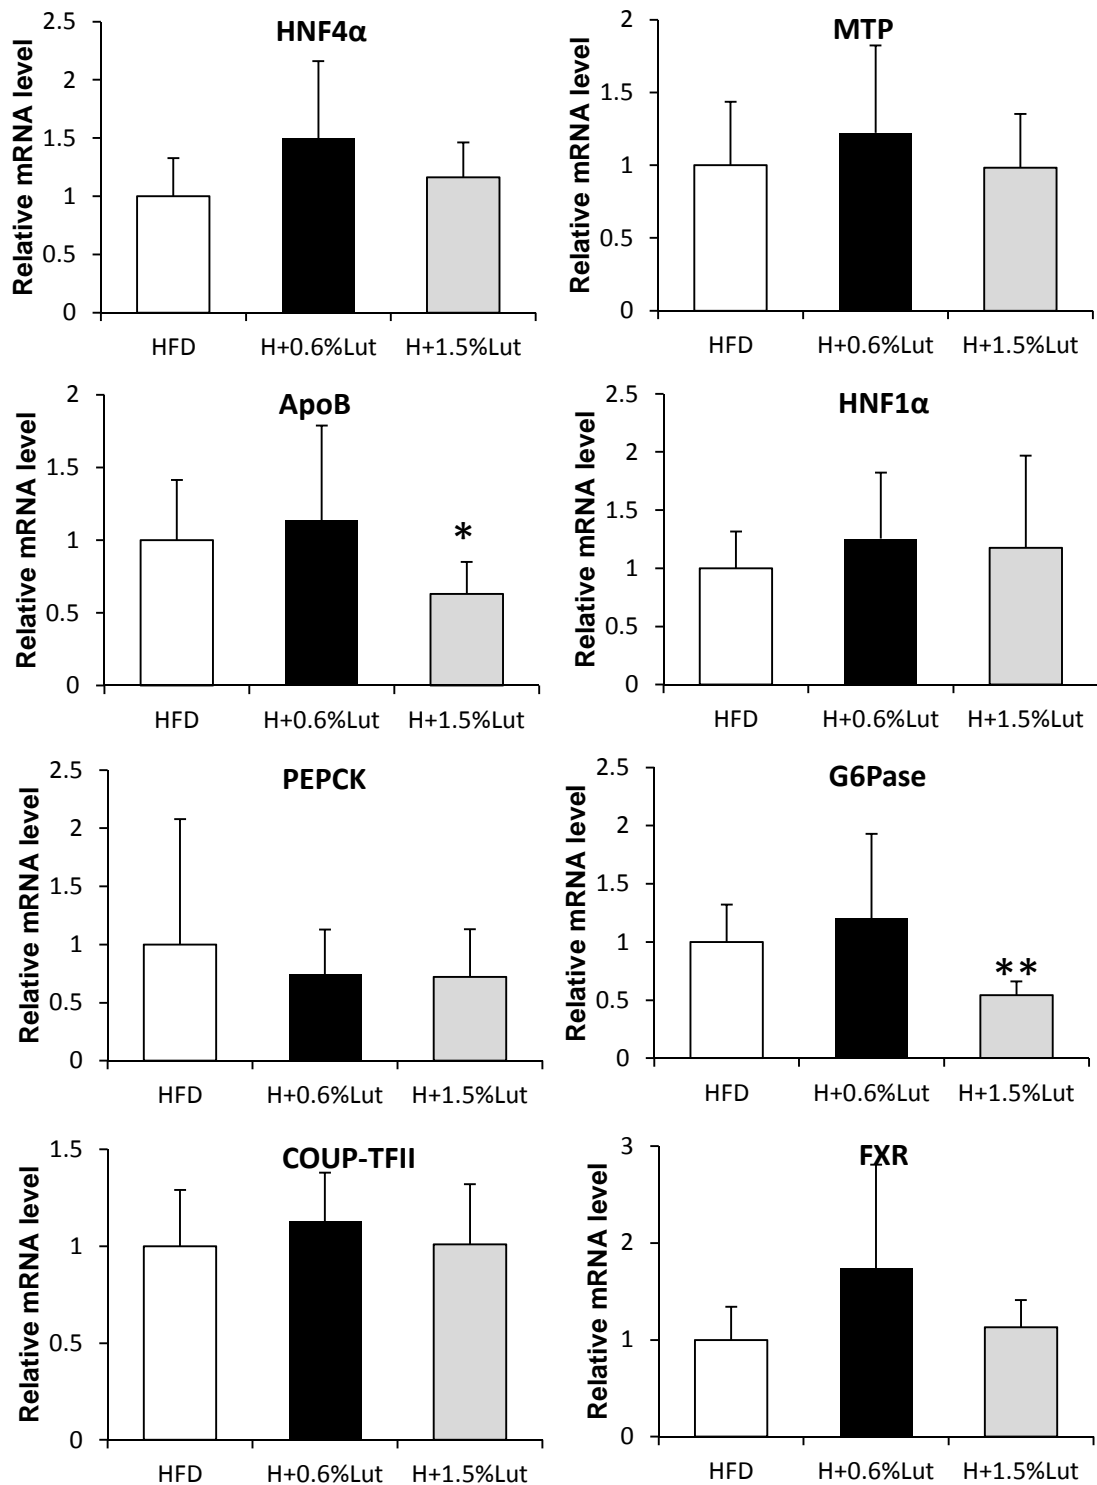 HNF4α
Relative mRNA level
2.5
2
1.5
1
0.5
0
HFD
H+0.6%Lut
H+1.5%Lut
MTP
Relative mRNA level
2
1.5
1
0.5
0
HFD
H+0.6%Lut
H+1.5%Lut
ApoB
Relative mRNA level
2
1.5
1
0.5
0
*
HFD
H+0.6%Lut
H+1.5%Lut
HNF1α
Relative mRNA level
2.5
2
1.5
1
0.5
0
HFD
H+0.6%Lut
H+1.5%Lut
PEPCK
Relative mRNA level
2.5
2
1.5
1
0.5
0
HFD
H+0.6%Lut
H+1.5%Lut
G6Pase
Relative mRNA level
2.5
2
1.5
1
0.5
0
**
HFD
H+0.6%Lut
H+1.5%Lut
COUP-TFII
Relative mRNA level
1.5
1
0.5
0
HFD
H+0.6%Lut
H+1.5%Lut
FXR
Relative mRNA level
3
2
1
0
HFD
H+0.6%Lut
H+1.5%Lut